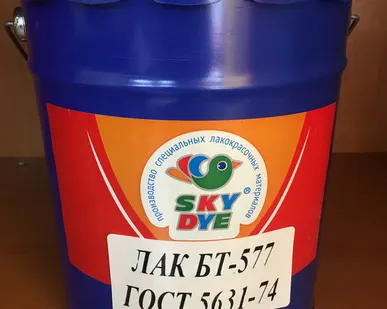 производство специальных лакокрасочных материалов
SKY ®
DYE
ЛАК БТ-577
ГОСТ 5631-74